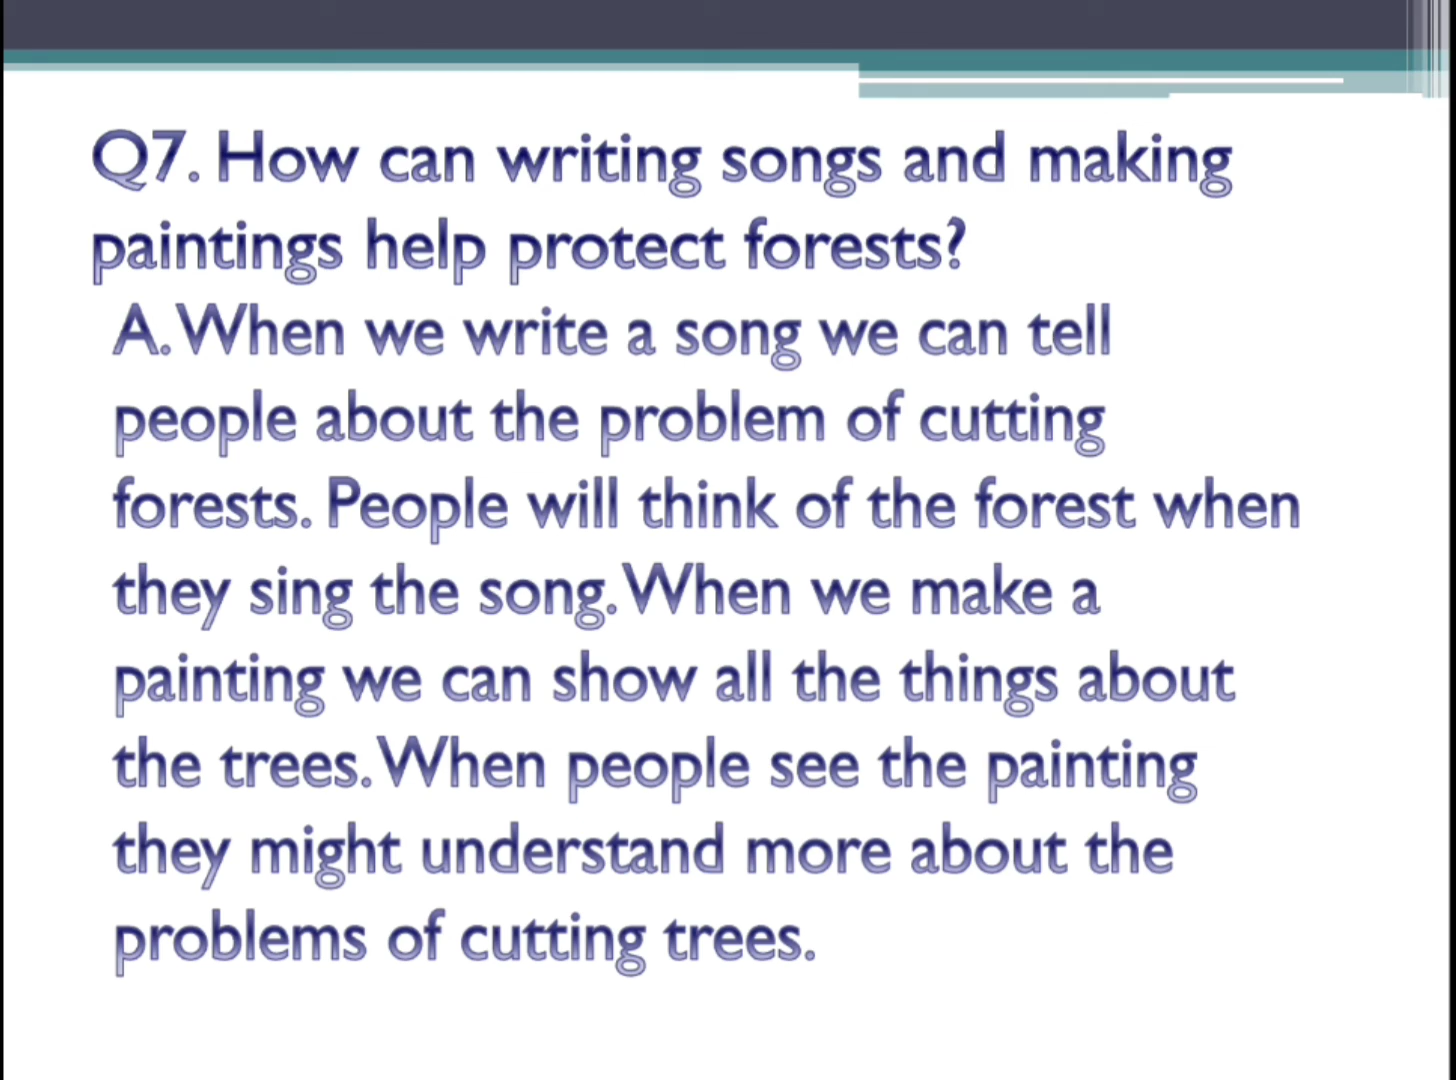 Q7. How can writing songs and making
paintings help protect forests?
A. When we write a song we can tell
people about the problem of cutting
forests. People will think of the forest when
they sing the song. When we make a
painting we can show all the things about
the trees. When people see the painting
they might understand more about the
problems of cutting trees.